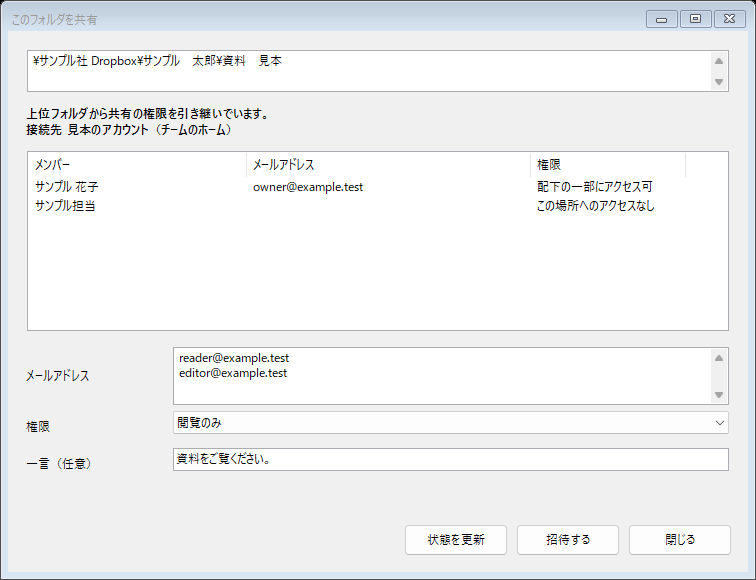 このフォルダを共有
¥サンプル社 Dropbox¥サンプル　太郎¥資料　見本
上位フォルダから共有の権限を引き継いでいます。
接続先 見本のアカウント（チームのホーム）
メンバー メールアドレス 権限
サンプル 花子 owner@example.test 配下の一部にアクセス可
サンプル担当 この場所へのアクセスなし
メールアドレス
reader@example.test
editor@example.test
権限 閲覧のみ
一言（任意） 資料をご覧ください。
状態を更新 招待する 閉じる